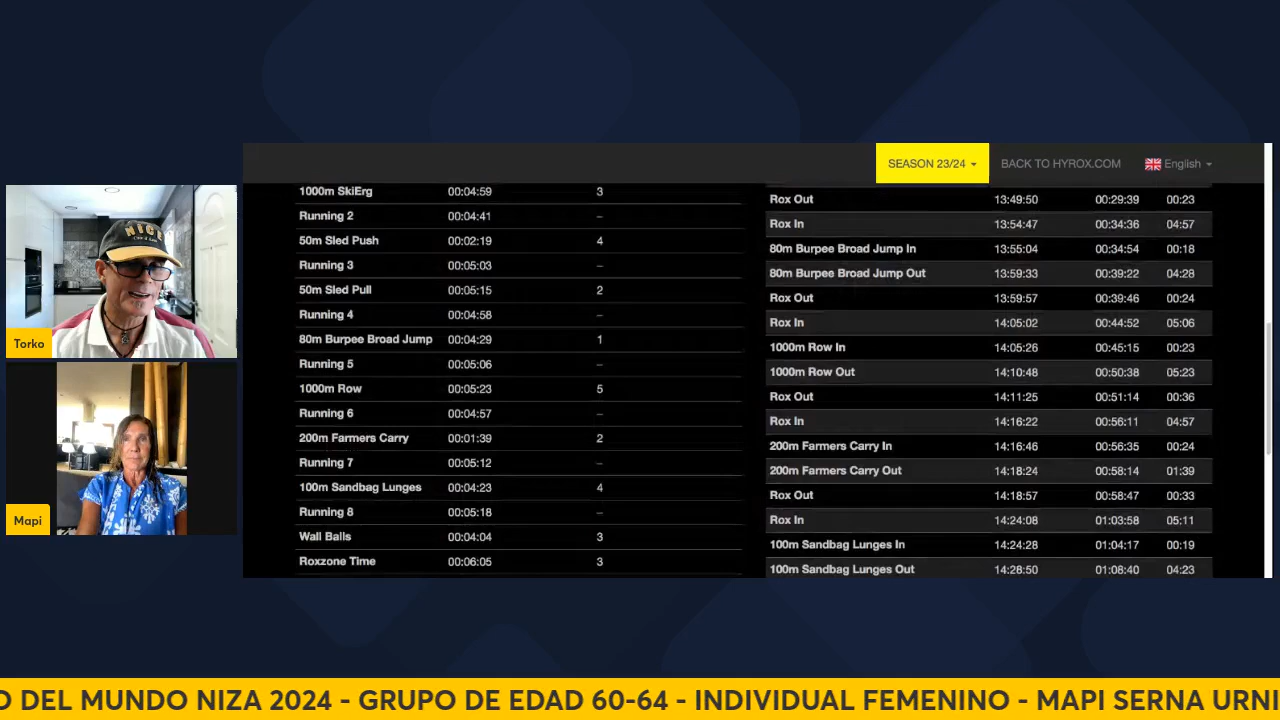 SEASON 23/24
BACK TO HYROX.COM
English
1000m SkiErg 00:04:59 3
Running 2 00:04:41 –
50m Sled Push 00:02:19 4
Running 3 00:05:03 –
50m Sled Pull 00:05:15 2
Running 4 00:04:58 –
80m Burpee Broad Jump 00:04:29 1
Running 5 00:05:06 –
1000m Row 00:05:23 5
Running 6 00:04:57 –
200m Farmers Carry 00:01:39 2
Running 7 00:05:12 –
100m Sandbag Lunges 00:04:23 4
Running 8 00:05:18 –
Wall Balls 00:04:04 3
Roxzone Time 00:06:05 3
Rox Out 13:49:50 00:29:39 00:23
Rox In 13:54:47 00:34:36 04:57
80m Burpee Broad Jump In 13:55:04 00:34:54 00:18
80m Burpee Broad Jump Out 13:59:33 00:39:22 04:28
Rox Out 13:59:57 00:39:46 00:24
Rox In 14:05:02 00:44:52 05:06
1000m Row In 14:05:26 00:45:15 00:23
1000m Row Out 14:10:48 00:50:38 05:23
Rox Out 14:11:25 00:51:14 00:36
Rox In 14:16:22 00:56:11 04:57
200m Farmers Carry In 14:16:46 00:56:35 00:24
200m Farmers Carry Out 14:18:24 00:58:14 01:39
Rox Out 14:18:57 00:58:47 00:33
Rox In 14:24:08 01:03:58 05:11
100m Sandbag Lunges In 14:24:28 01:04:17 00:19
100m Sandbag Lunges Out 14:28:50 01:08:40 04:23
Torko
Mapi
O DEL MUNDO NIZA 2024 - GRUPO DE EDAD 60-64 - INDIVIDUAL FEMENINO - MAPI SERNA URNI